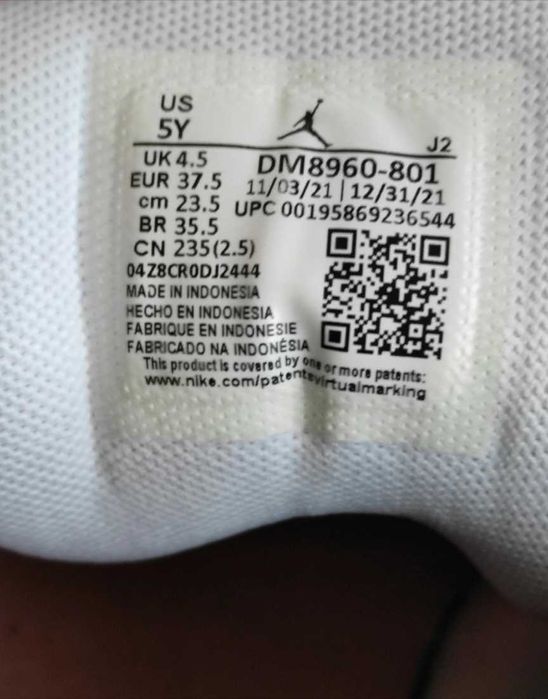 US
5Y
J2
UK 4.5
EUR 37.5
cm 23.5
BR 35.5
CN 235(2.5)
DM8960-801
11/03/21 | 12/31/21
UPC 00195869236544
04Z8CR0DJ2444
MADE IN INDONESIA
HECHO EN INDONESIA
FABRIQUE EN INDONESIE
FABRICADO NA INDONÉSIA
This product is covered by one or more patents:
www.nike.com/patentsvirtualmarking